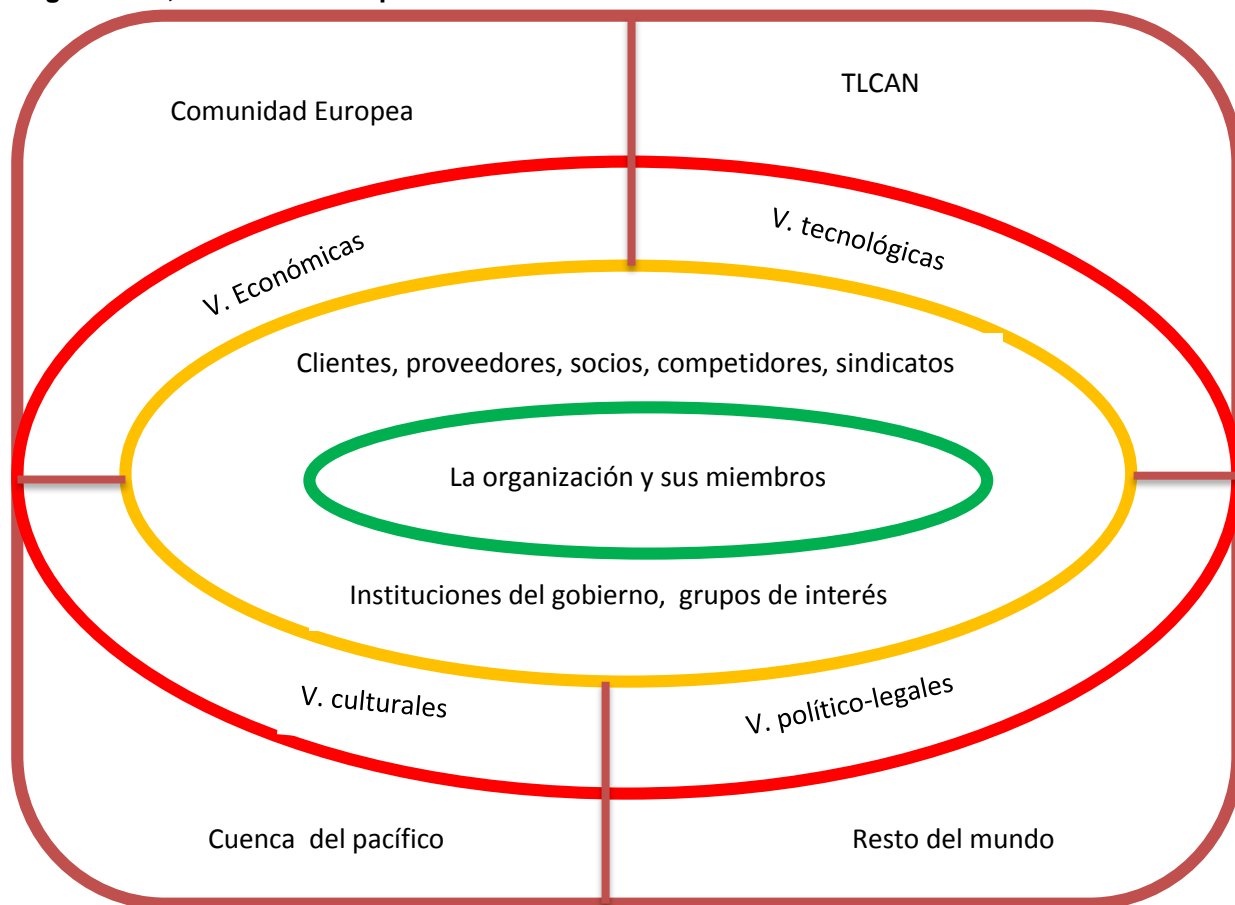 Comunidad Europea
TLCAN
V. Económicas
V. tecnológicas
Clientes, proveedores, socios, competidores, sindicatos
La organización y sus miembros
Instituciones del gobierno, grupos de interés
V. culturales
V. político-legales
Cuenca del pacífico
Resto del mundo